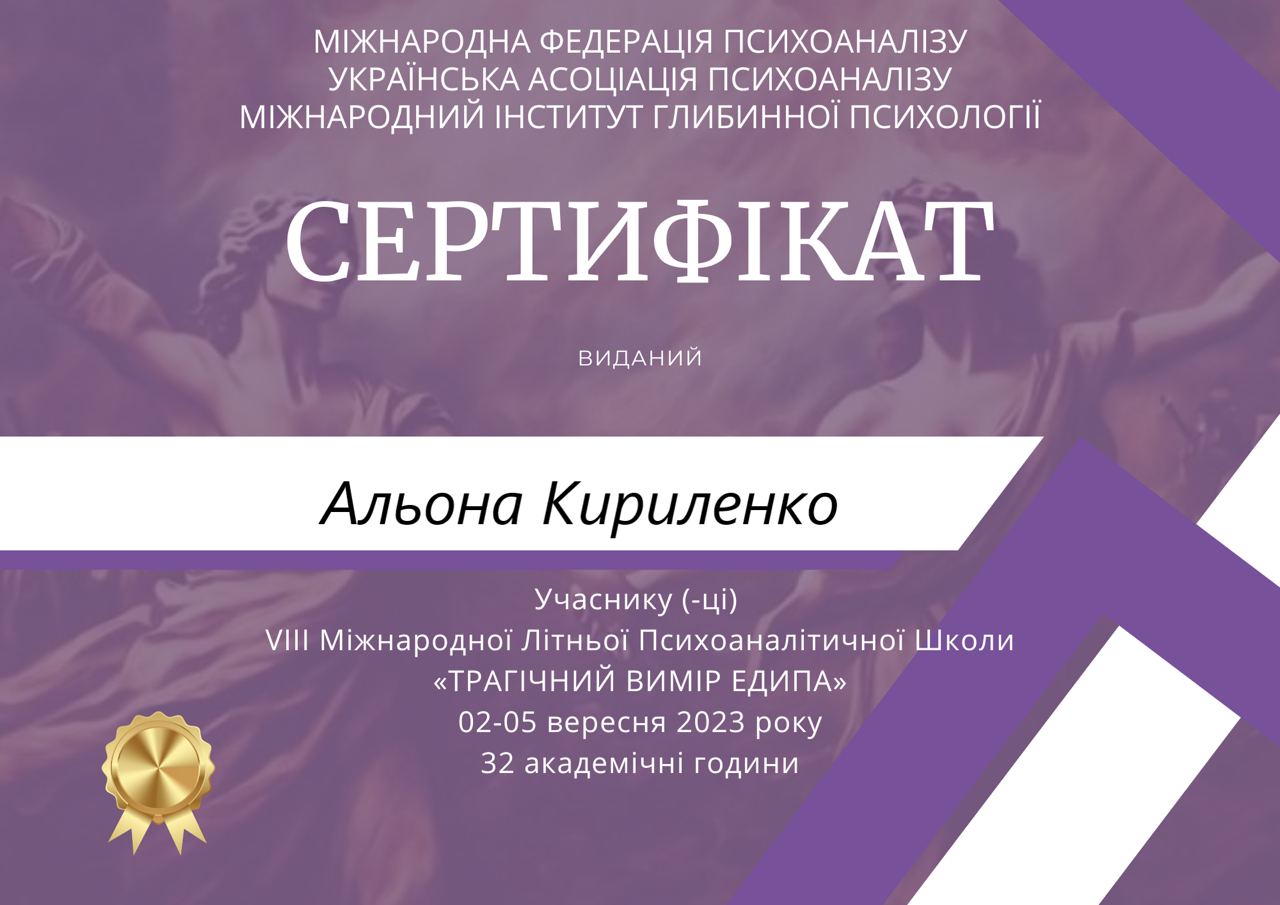 МІЖНАРОДНА ФЕДЕРАЦІЯ ПСИХОАНАЛІЗУ
УКРАЇНСЬКА АСОЦІАЦІЯ ПСИХОАНАЛІЗУ
МІЖНАРОДНИЙ ІНСТИТУТ ГЛИБИННОЇ ПСИХОЛОГІЇ
СЕРТИФІКАТ
ВИДАНИЙ
Альона Кириленко
Учаснику (-ці)
VIII Міжнародної Літньої Психоаналітичної Школи
«ТРАГІЧНИЙ ВИМІР ЕДИПА»
02-05 вересня 2023 року
32 академічні години